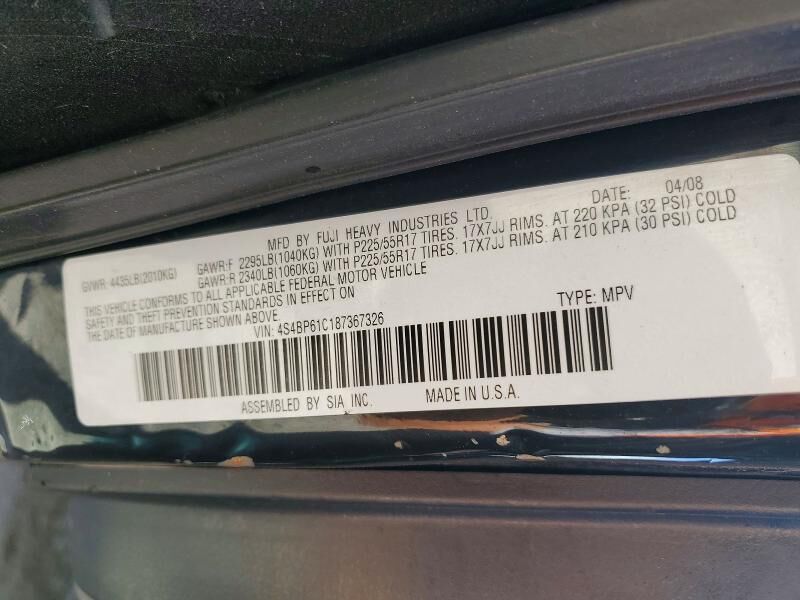 MFD BY FUJI HEAVY INDUSTRIES LTD. DATE: 04/08
GVWR: 4435LB(2010KG) GAWR:F 2295LB(1040KG) WITH P225/55R17 TIRES. 17X7JJ RIMS. AT 220 KPA (32 PSI) COLD
GAWR:R 2340LB(1060KG) WITH P225/55R17 TIRES. 17X7JJ RIMS. AT 210 KPA (30 PSI) COLD
THIS VEHICLE CONFORMS TO ALL APPLICABLE FEDERAL MOTOR VEHICLE
SAFETY AND THEFT PREVENTION STANDARDS IN EFFECT ON
THE DATE OF MANUFACTURE SHOWN ABOVE.
VIN: 4S4BP61C187367326 TYPE: MPV
ASSEMBLED BY SIA INC. MADE IN U.S.A.